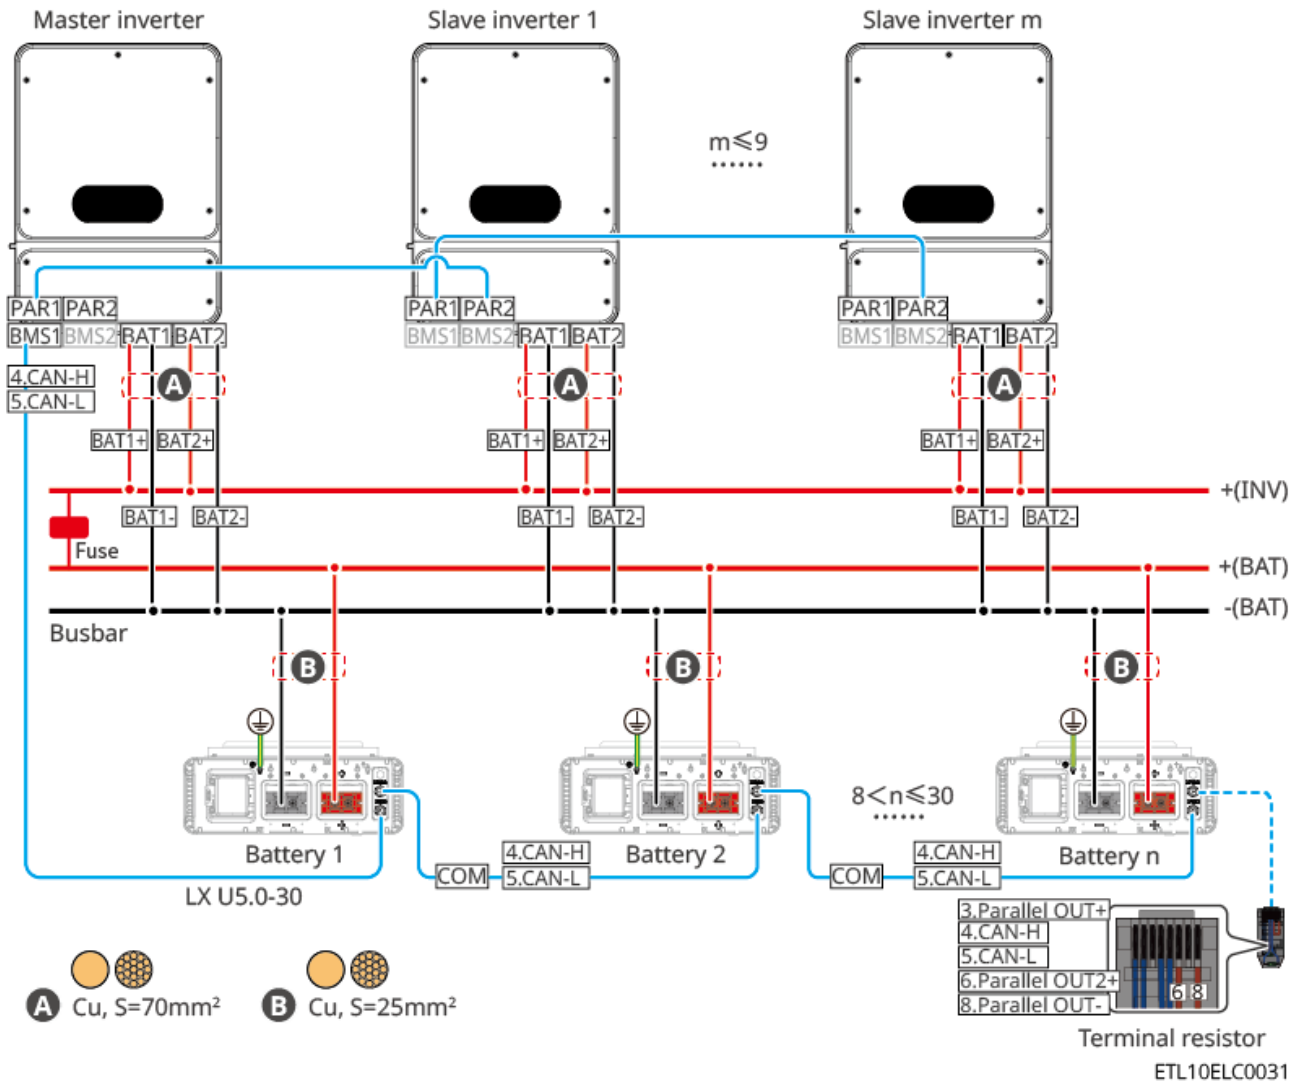 Master inverter
Slave inverter 1
Slave inverter m
m≤9
PAR1 PAR2
PAR1 PAR2
PAR1 PAR2
BMS1 BMS2 BAT1 BAT2
BMS1 BMS2 BAT1 BAT2
BMS1 BMS2 BAT1 BAT2
4.CAN-H
5.CAN-L
A
A
A
BAT1+ BAT2+
BAT1+ BAT2+
BAT1+ BAT2+
+(INV)
BAT1- BAT2-
BAT1- BAT2-
BAT1- BAT2-
Fuse
+(BAT)
-(BAT)
Busbar
B
B
B
8<n≤30
Battery 1
Battery 2
Battery n
COM
4.CAN-H
5.CAN-L
COM
4.CAN-H
5.CAN-L
LX U5.0-30
3.Parallel OUT+
4.CAN-H
5.CAN-L
6.Parallel OUT2+
8.Parallel OUT-
6 8
A Cu, S=70mm²
B Cu, S=25mm²
Terminal resistor
ETL10ELC0031